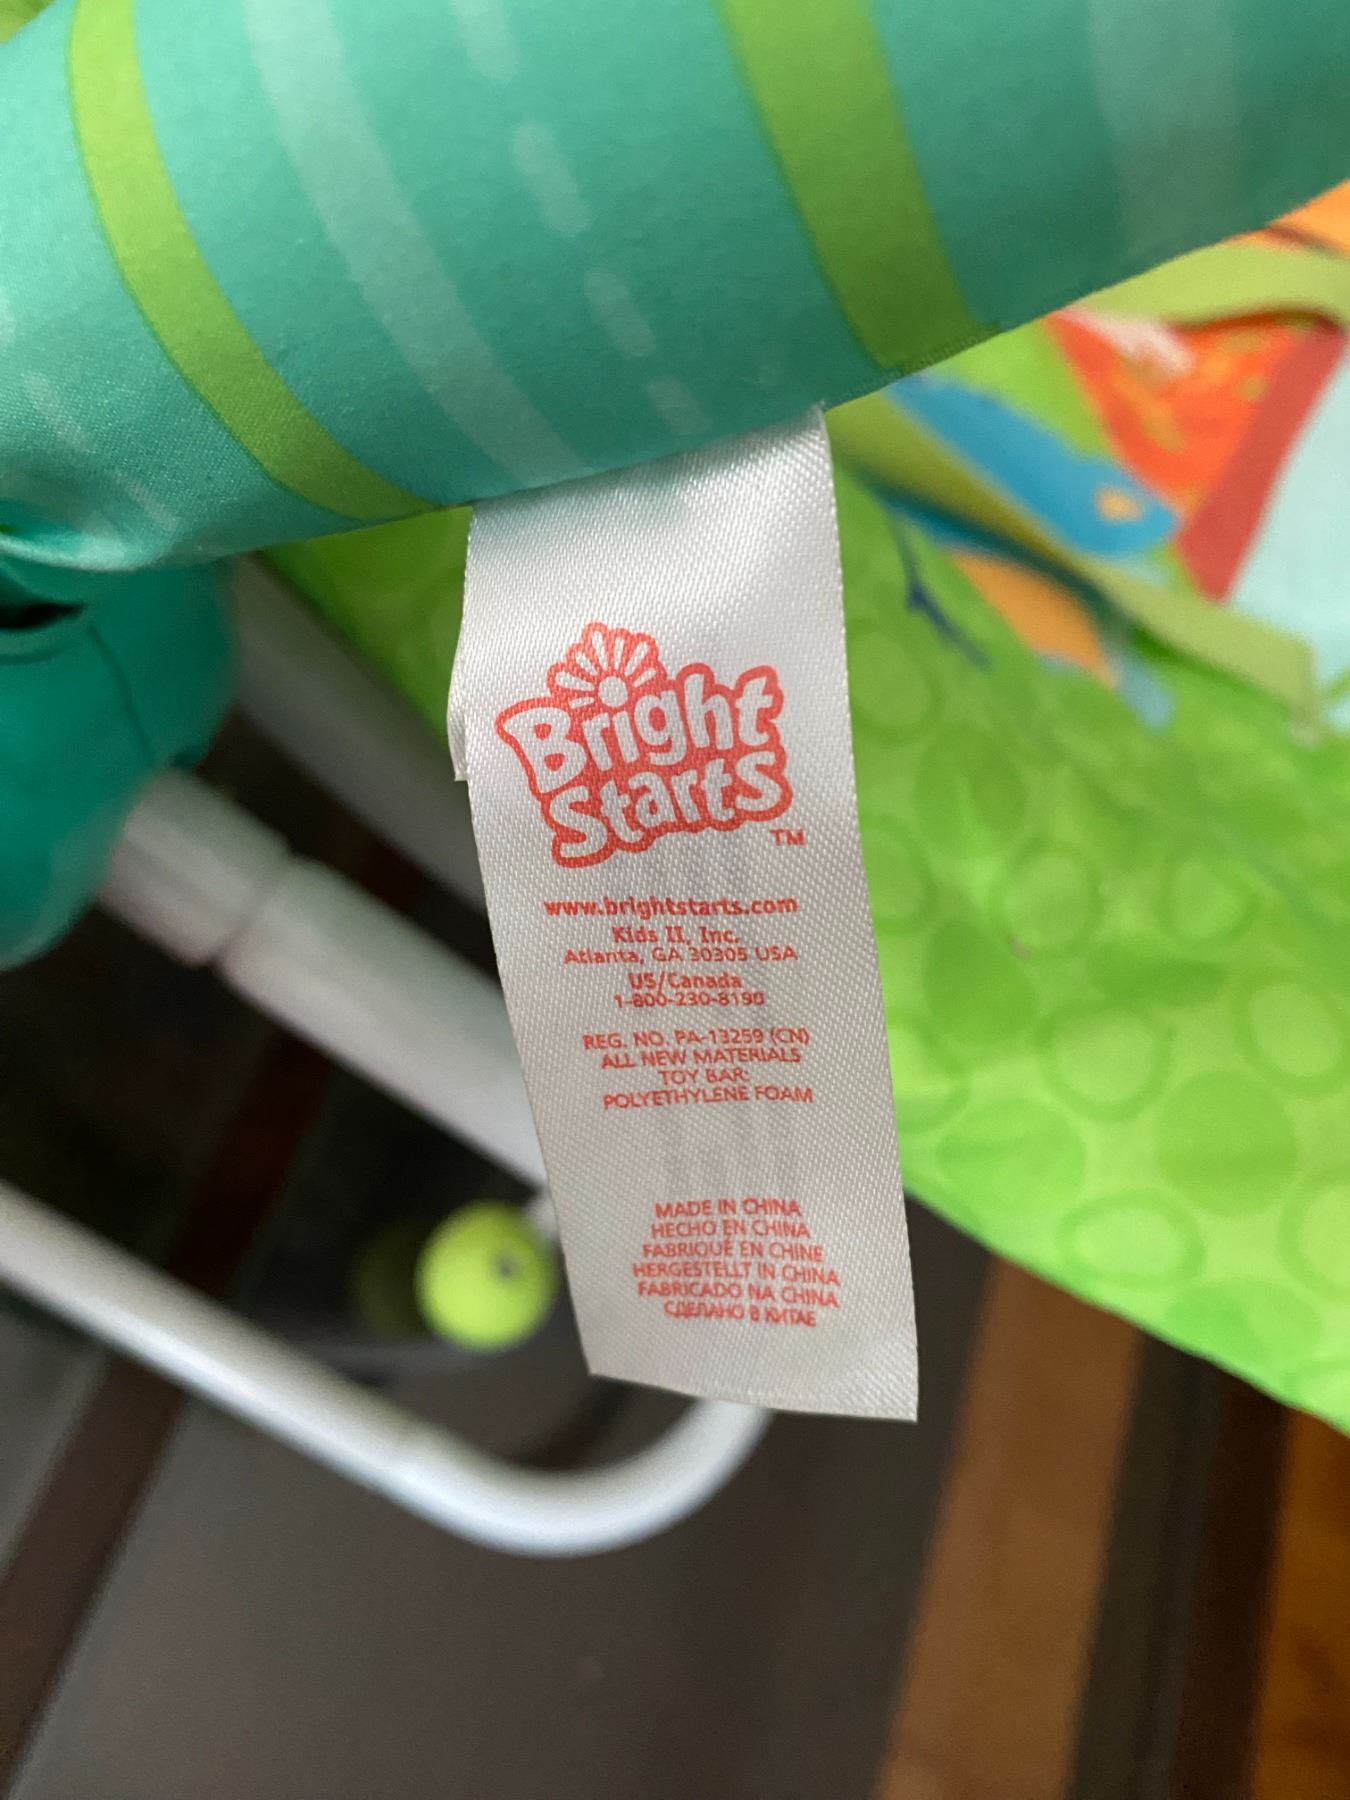 Bright
Starts
TM
www.brightstarts.com
Kids II, Inc.
Atlanta, GA 30305 USA
US/Canada
1-800-230-8190
REG. NO. PA-13259 (CN)
ALL NEW MATERIALS
TOY BAR:
POLYETHYLENE FOAM
MADE IN CHINA
HECHO EN CHINA
FABRIQUÉ EN CHINE
HERGESTELLT IN CHINA
FABRICADO NA CHINA
СДЕЛАНО В КИТАЕ